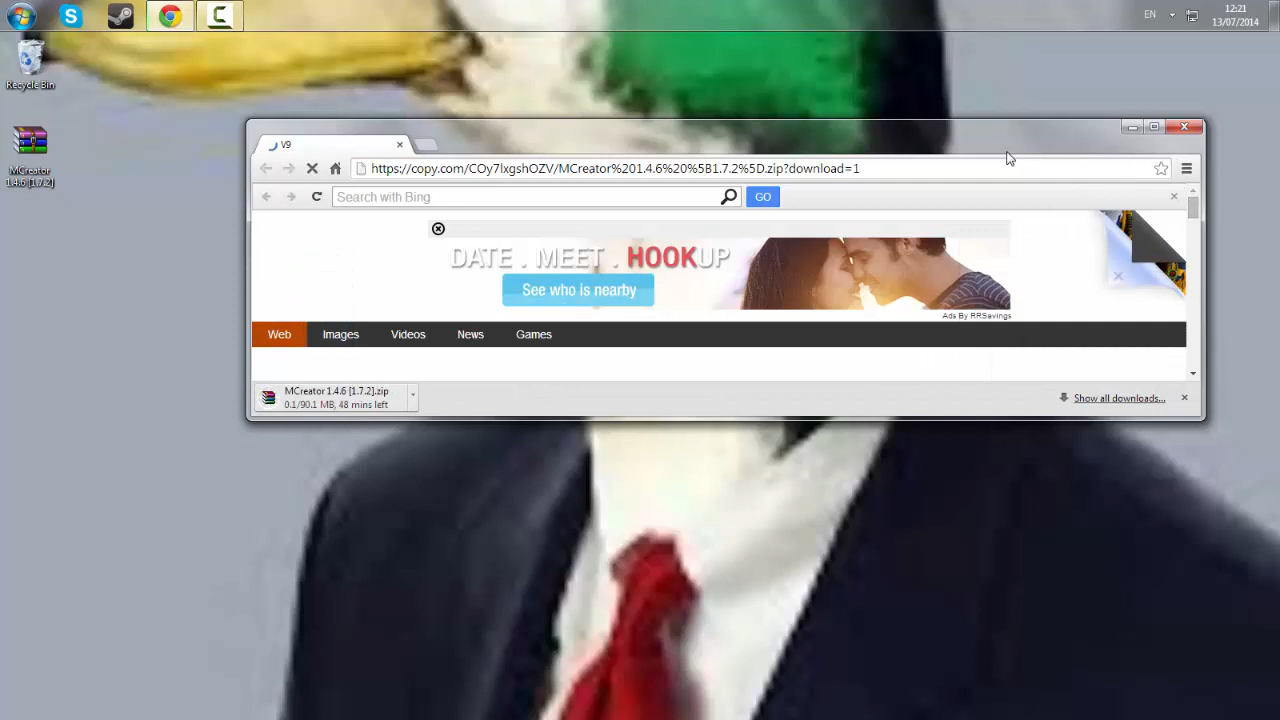 EN
12:21
13/07/2014
Recycle Bin
MCreator
1.4.6 [1.7.2]
V9
https://copy.com/COy7lxgshOZV/MCreator%201.4.6%20%5B1.7.2%5D.zip?download=1
Search with Bing
GO
DATE . MEET . HOOKUP
See who is nearby
Ads By RRSavings
Web
Images
Videos
News
Games
MCreator 1.4.6 [1.7.2].zip
0.1/90.1 MB, 48 mins left
Show all downloads...